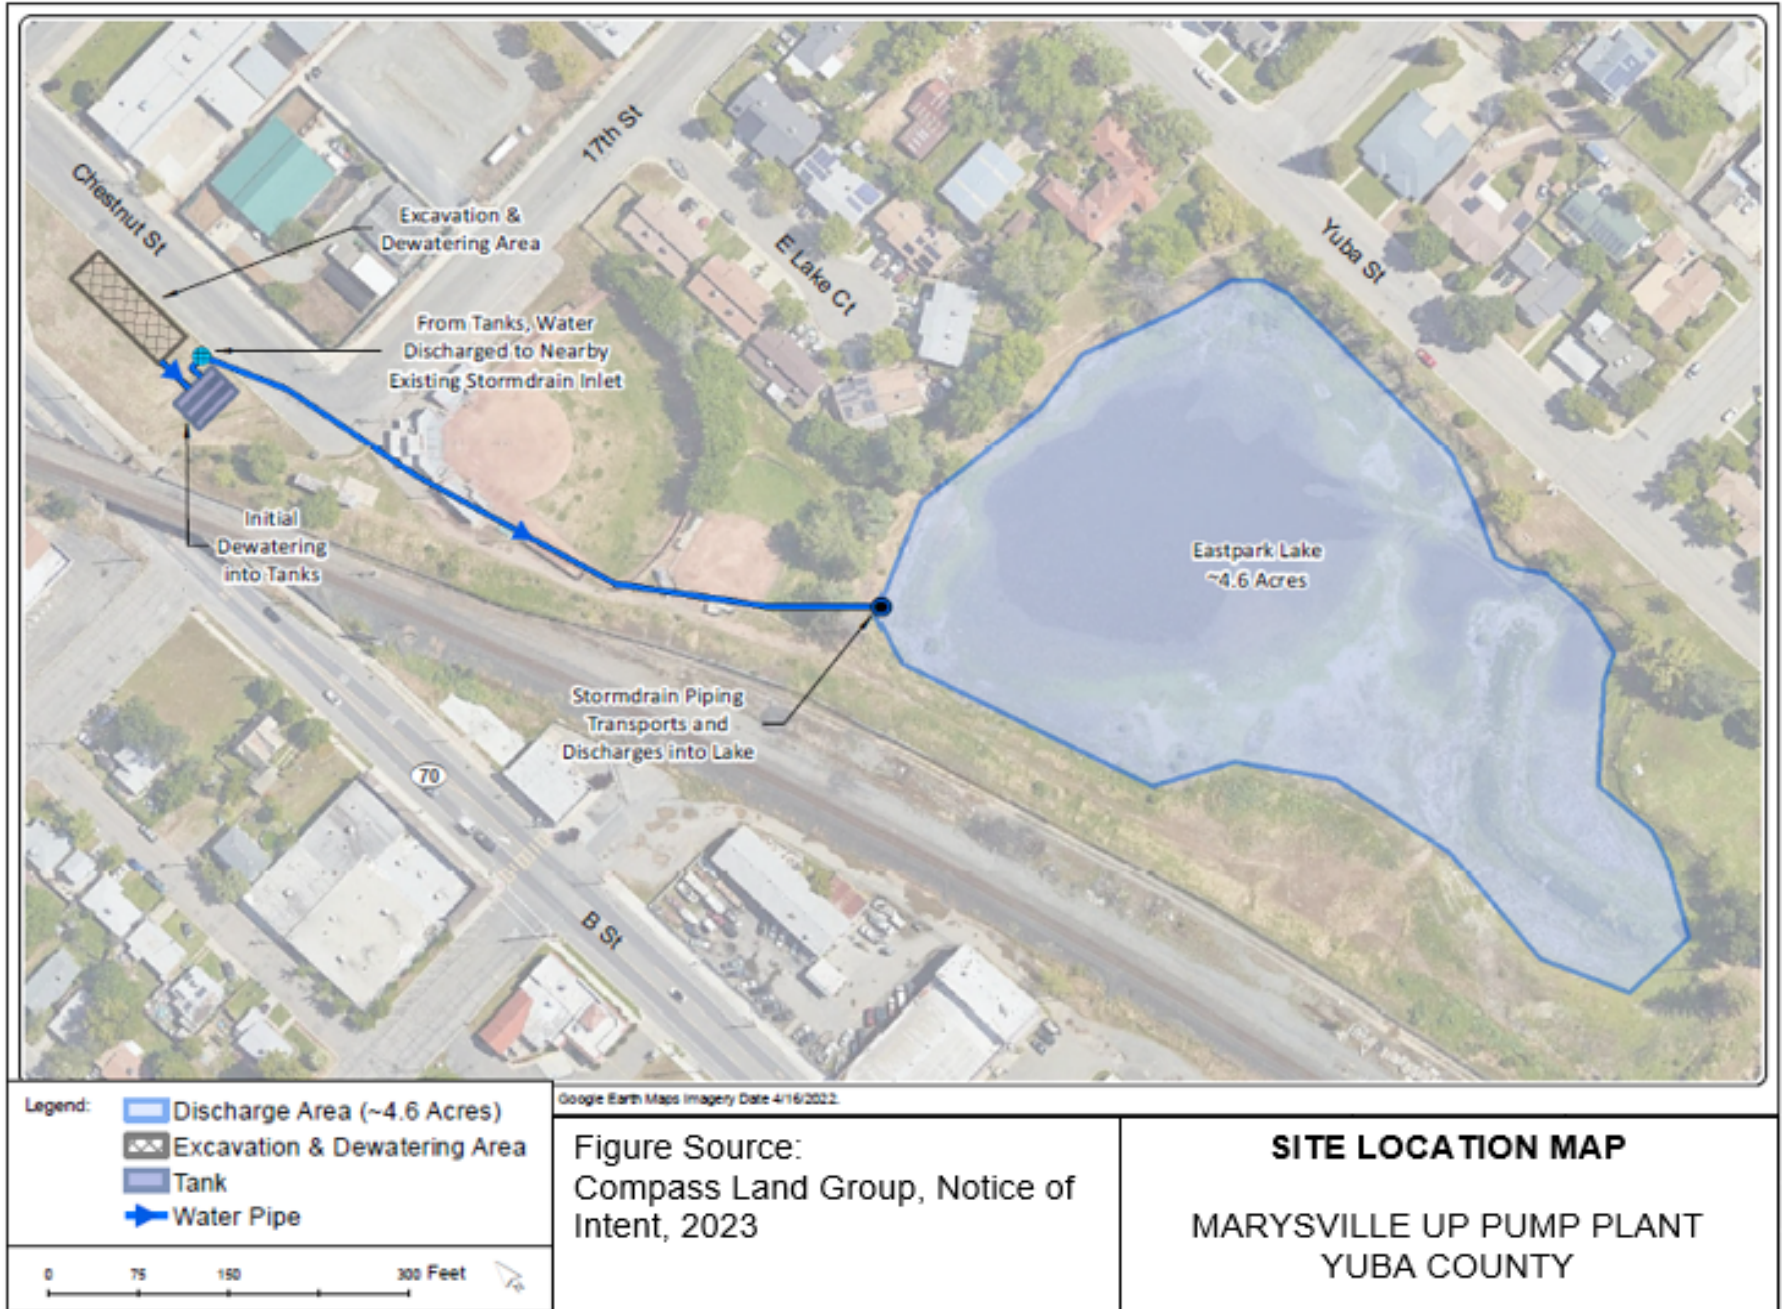 Chestnut St
17th St
Excavation &
Dewatering Area
E Lake Ct
Yuba St
From Tanks, Water
Discharged to Nearby
Existing Stormdrain Inlet
Initial
Dewatering
into Tanks
Eastpark Lake
~4.6 Acres
Stormdrain Piping
Transports and
Discharges into Lake
70
B St
Google Earth Maps Imagery Date 4/16/2022.
Legend:
Discharge Area (~4.6 Acres)
Excavation & Dewatering Area
Tank
Water Pipe
0 75 150 300 Feet
Figure Source:
Compass Land Group, Notice of
Intent, 2023
SITE LOCATION MAP
MARYSVILLE UP PUMP PLANT
YUBA COUNTY